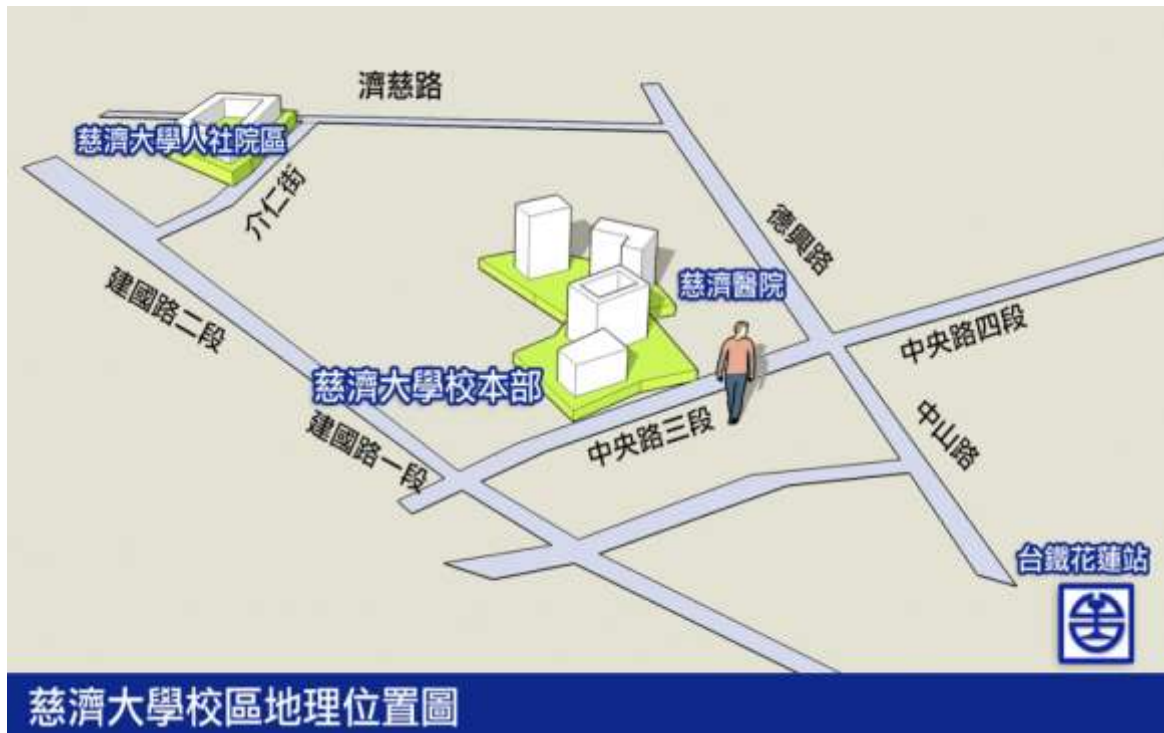 濟慈路
慈濟大學人社院區
介仁街
德興路
慈濟醫院
建國路二段
中央路四段
慈濟大學校本部
建國路一段
中央路三段
中山路
台鐵花蓮站
慈濟大學校區地理位置圖